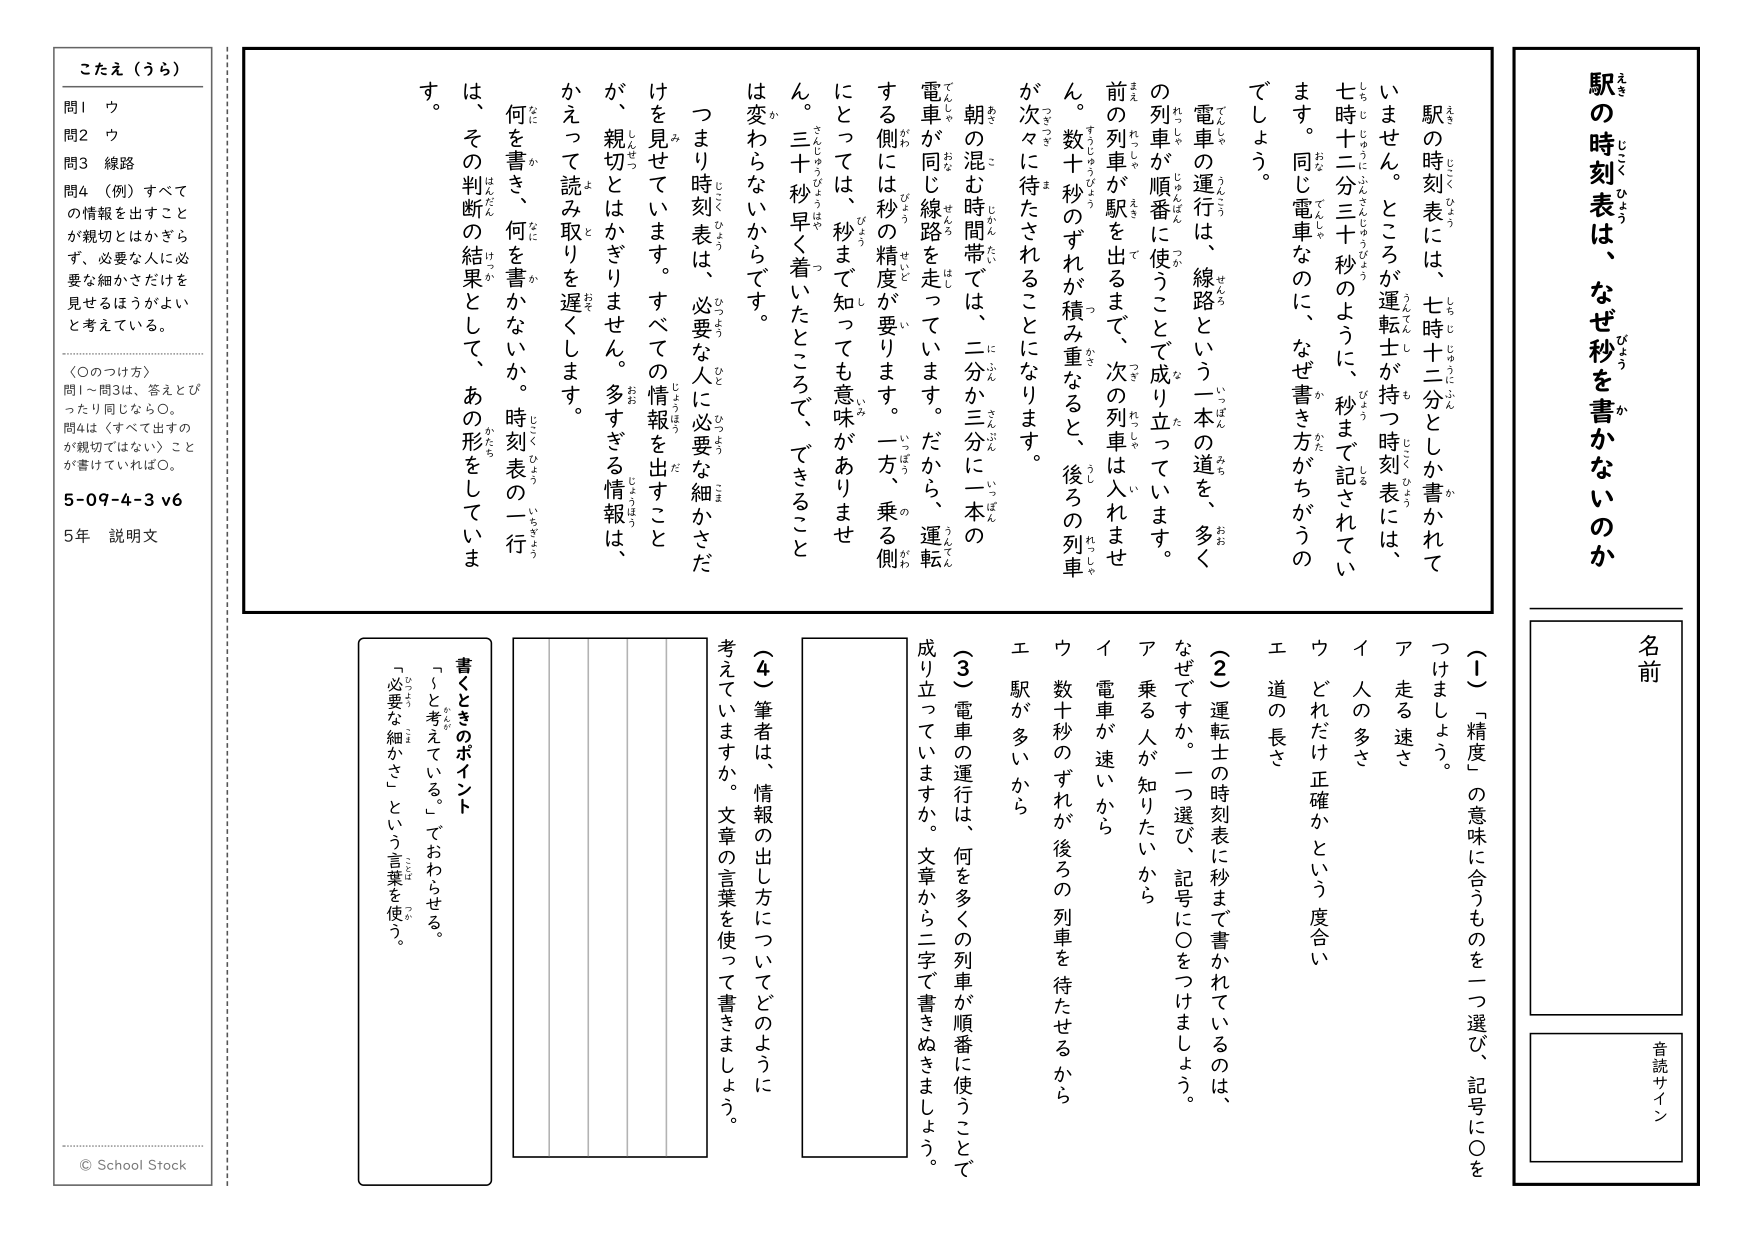 駅の時刻表は、なぜ秒を書かないのか
名前
音読サイン
駅の時刻表には、七時十二分としか書かれて
いません。ところが運転士が持つ時刻表には、
七時十二分三十秒のように、秒まで記されてい
ます。同じ電車なのに、なぜ書き方がちがうの
でしょう。
電車の運行は、線路という一本の道を、多く
の列車が順番に使うことで成り立っています。
前の列車が駅を出るまで、次の列車は入れませ
ん。数十秒のずれが積み重なると、後ろの列車
が次々に待たされることになります。
朝の混む時間帯では、二分か三分に一本の
電車が同じ線路を走っています。だから、運転
する側には秒の精度が要ります。一方、乗る側
にとっては、秒まで知っても意味がありませ
ん。三十秒早く着いたところで、できること
は変わらないからです。
つまり時刻表は、必要な人に必要な細かさだ
けを見せています。すべての情報を出すこと
が、親切とはかぎりません。多すぎる情報は、
かえって読み取りを遅くします。
何を書き、何を書かないか。時刻表の一行
は、その判断の結果として、あの形をしていま
す。
(1)「精度」の意味に合うものを一つ選び、記号に○を
つけましょう。
ア 走る速さ
イ 人の多さ
ウ どれだけ正確かという度合い
エ 道の長さ
(2)運転士の時刻表に秒まで書かれているのは、
なぜですか。一つ選び、記号に○をつけましょう。
ア 乗る人が知りたいから
イ 電車が速いから
ウ 数十秒のずれが後ろの列車を待たせるから
エ 駅が多いから
(3)電車の運行は、何を多くの列車が順番に使うことで
成り立っていますか。文章から二字で書きぬきましょう。
(4)筆者は、情報の出し方についてどのように
考えていますか。文章の言葉を使って書きましょう。
書くときのポイント
「〜と考えている。」でおわらせる。
「必要な細かさ」という言葉を使う。
こたえ（うら）
問1 ウ
問2 ウ
問3 線路
問4 （例）すべて
の情報を出すこと
が親切とはかぎら
ず、必要な人に必
要な細かさだけを
見せるほうがよい
と考えている。
〈○のつけ方〉
問1〜問3は、答えとぴ
ったり同じなら○。
問4は〈すべて出すの
が親切ではない〉こと
が書けていれば○。
5-09-4-3 v6
5年 説明文
© School Stock